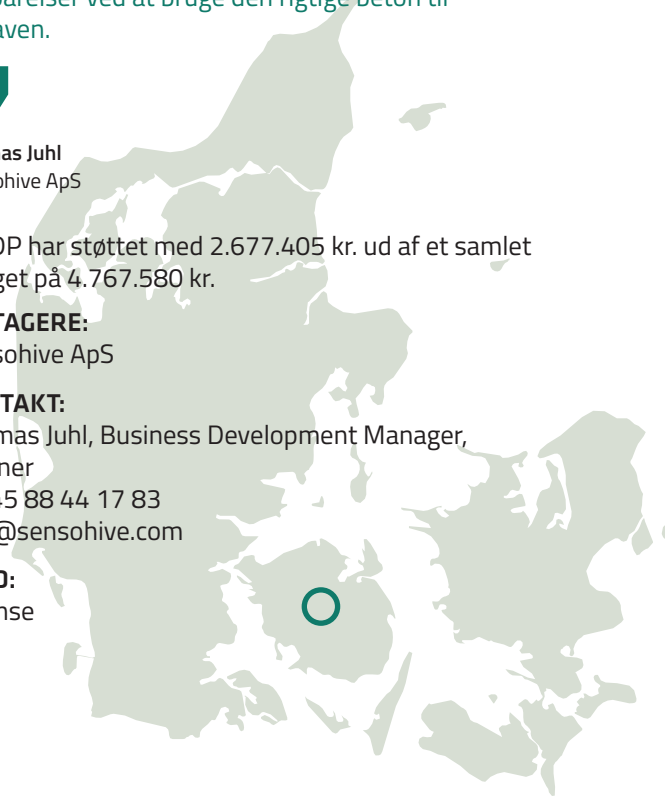 parelser ved at bruge den rigtige beton til
aven.
as Juhl
ohive ApS
DP har støttet med 2.677.405 kr. ud af et samlet
get på 4.767.580 kr.
TAGERE:
sohive ApS
TAKT:
mas Juhl, Business Development Manager,
ner
45 88 44 17 83
@sensohive.com
D:
nse